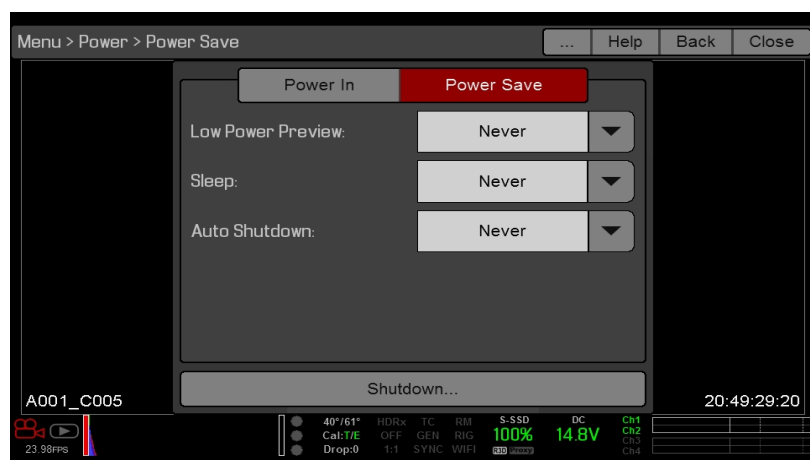 Menu > Power > Power Save ... Help Back Close
Power In Power Save
Low Power Preview: Never
Sleep: Never
Auto Shutdown: Never
Shutdown...
A001_C005 20:49:29:20
40°/61° HDRx TC RM S-SSD DC Ch1
Cal:T/E OFF GEN RIG 100% 14.8V Ch2
23.98FPS Drop:0 1:1 SYNC WIFI R3D Proxy Ch3
Ch4